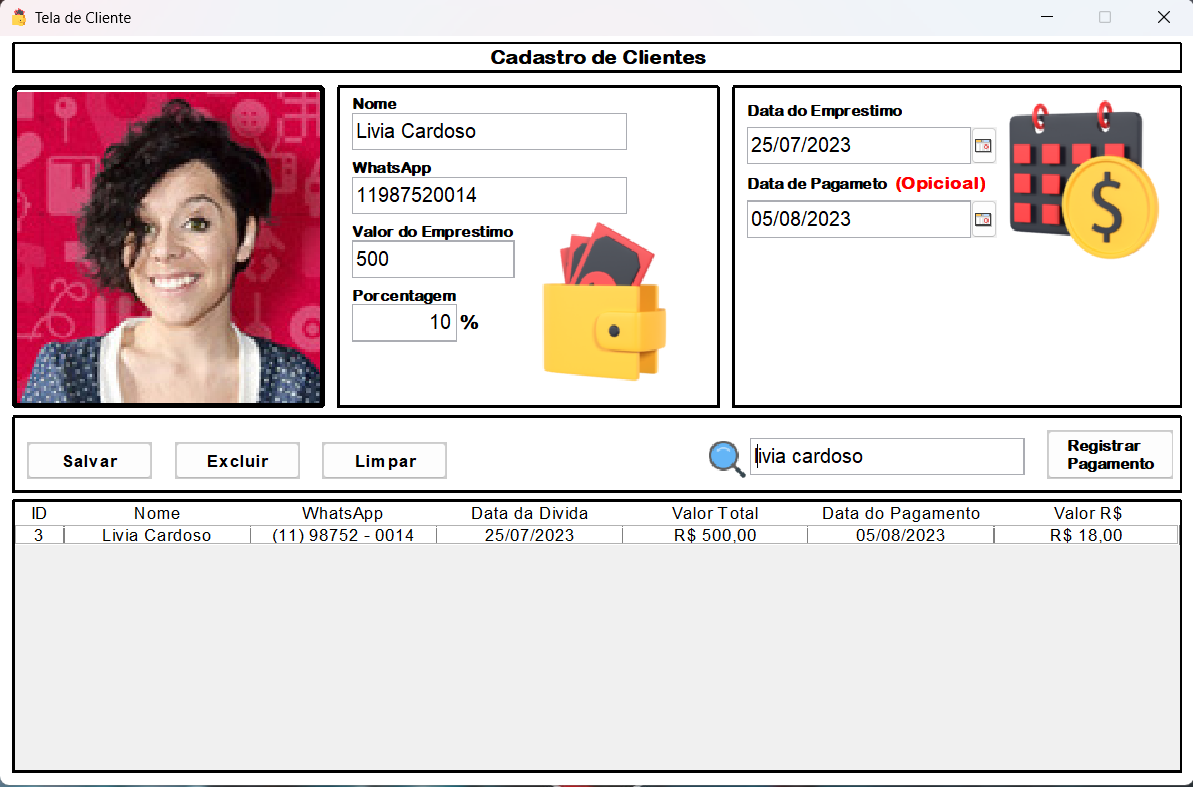 Tela de Cliente
Cadastro de Clientes
Nome
Livia Cardoso
WhatsApp
11987520014
Valor do Emprestimo
500
Porcentagem
10 %
Data do Emprestimo
25/07/2023
Data de Pagameto (Opicioal)
05/08/2023
$
Salvar
Excluir
Limpar
livia cardoso
Registrar
Pagamento
ID Nome WhatsApp Data da Divida Valor Total Data do Pagamento Valor R$
3 Livia Cardoso (11) 98752 - 0014 25/07/2023 R$ 500,00 05/08/2023 R$ 18,00